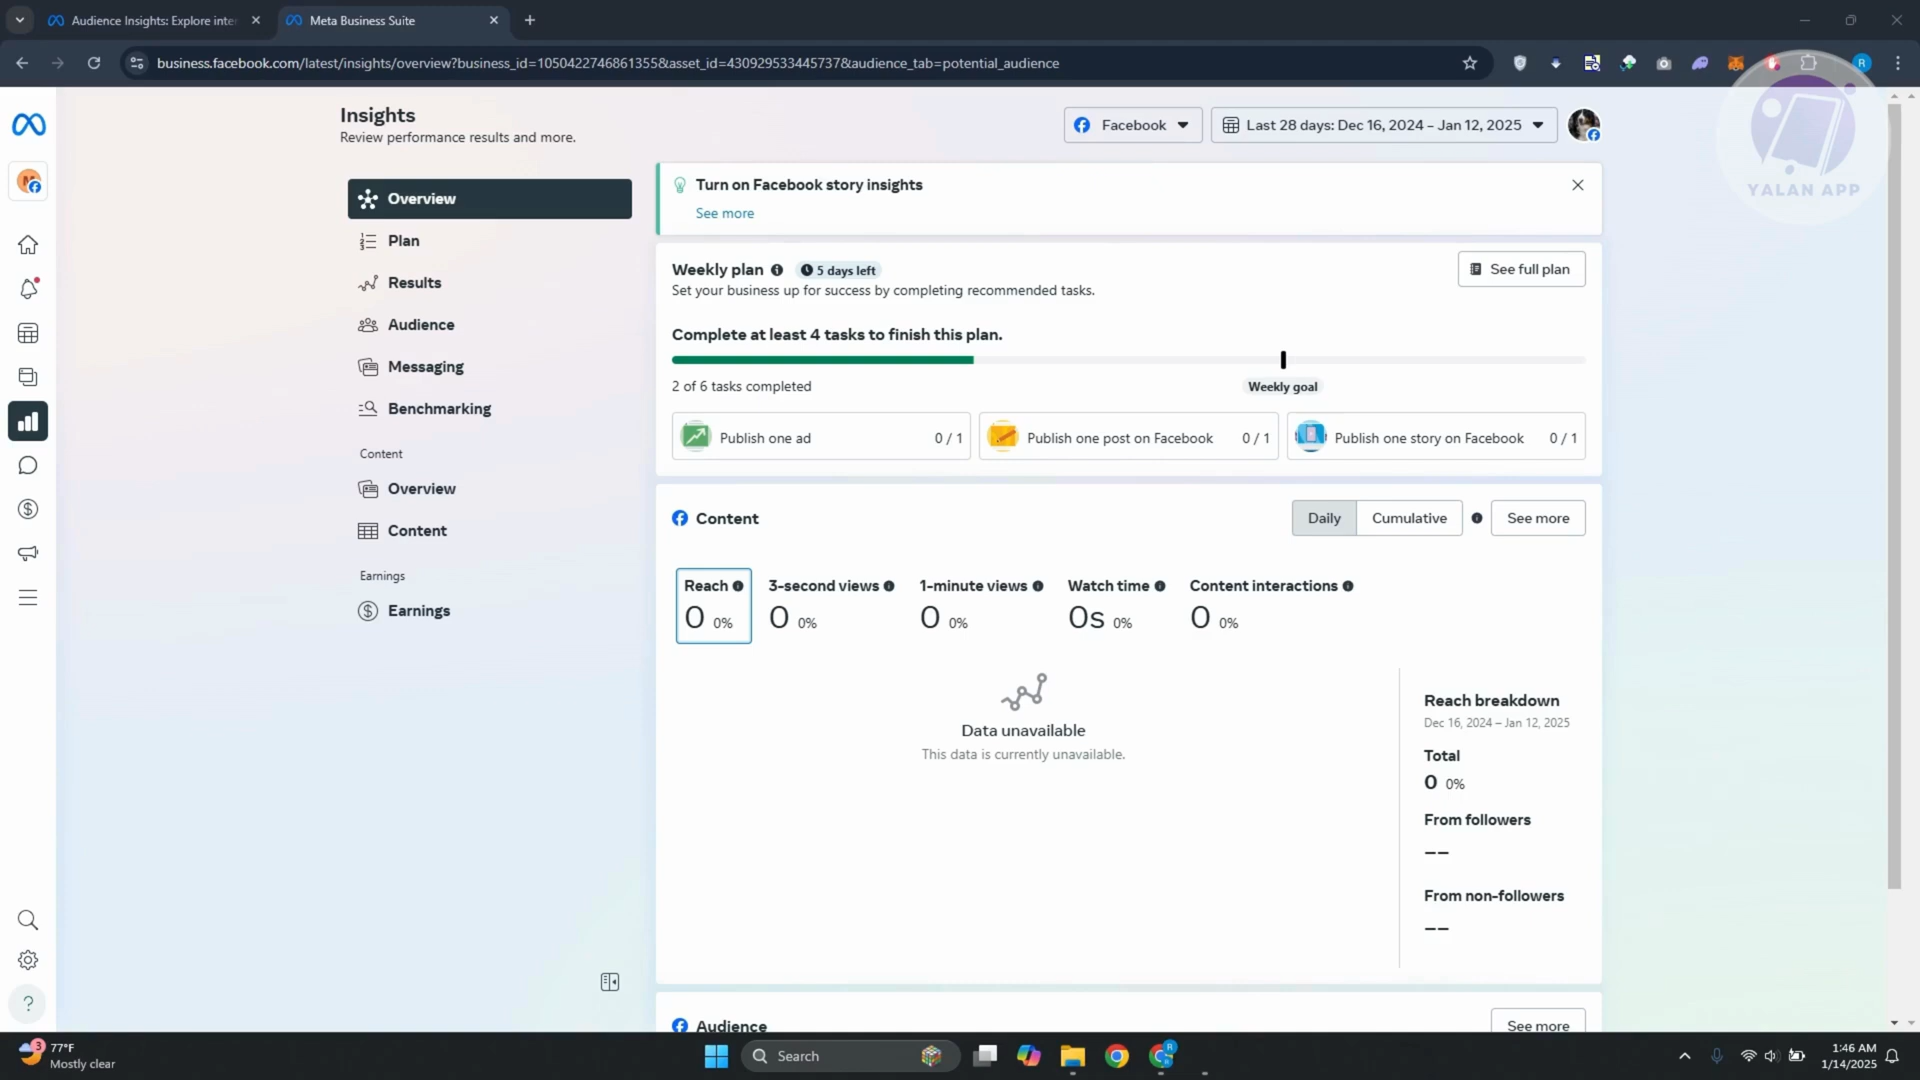 Audience Insights: Explore inte
Meta Business Suite
business.facebook.com/latest/insights/overview?business_id=1050422746861355&asset_id=430929533445737&audience_tab=potential_audience
R
YALAN APP
Insights
Review performance results and more.
Facebook
Last 28 days: Dec 16, 2024 – Jan 12, 2025
Overview
Plan
Results
Audience
Messaging
Benchmarking
Content
Overview
Content
Earnings
Earnings
Turn on Facebook story insights
See more
Weekly plan
5 days left
See full plan
Set your business up for success by completing recommended tasks.
Complete at least 4 tasks to finish this plan.
2 of 6 tasks completed
Weekly goal
Publish one ad 0 / 1
Publish one post on Facebook 0 / 1
Publish one story on Facebook 0 / 1
Content
Daily
Cumulative
See more
Reach
0 0%
3-second views
0 0%
1-minute views
0 0%
Watch time
0s 0%
Content interactions
0 0%
Data unavailable
This data is currently unavailable.
Reach breakdown
Dec 16, 2024 – Jan 12, 2025
Total
0 0%
From followers
--
From non-followers
--
Audience
See more
?
3
77°F
Mostly clear
Search
R
1:46 AM
1/14/2025